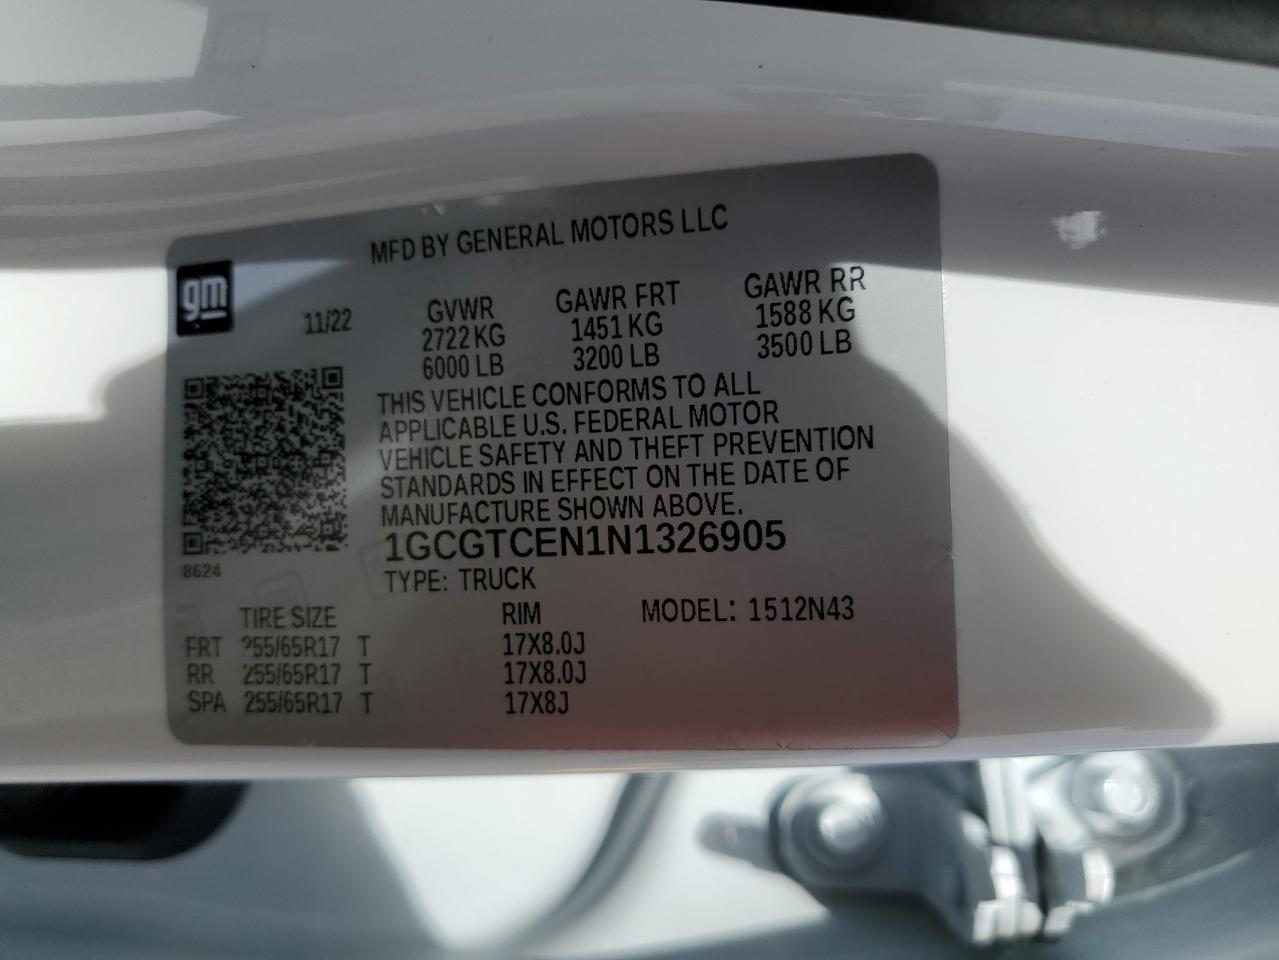 MFD BY GENERAL MOTORS LLC
gm
11/22
GVWR GAWR FRT GAWR RR
2722 KG 1451 KG 1588 KG
6000 LB 3200 LB 3500 LB
THIS VEHICLE CONFORMS TO ALL
APPLICABLE U.S. FEDERAL MOTOR
VEHICLE SAFETY AND THEFT PREVENTION
STANDARDS IN EFFECT ON THE DATE OF
MANUFACTURE SHOWN ABOVE.
1GCGTCEN1N1326905
8624
TYPE: TRUCK
TIRE SIZE RIM MODEL: 1512N43
FRT 255/65R17 T 17X8.0J
RR 255/65R17 T 17X8.0J
SPA 255/65R17 T 17X8J